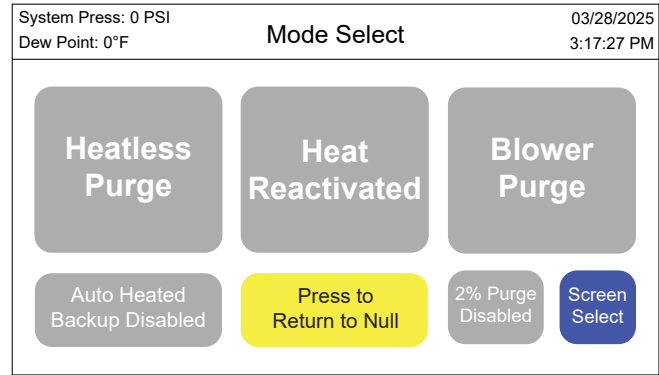 System Press: 0 PSI
Dew Point: 0°F
Mode Select
03/28/2025
3:17:27 PM
Heatless
Purge
Heat
Reactivated
Blower
Purge
Auto Heated
Backup Disabled
Press to
Return to Null
2% Purge
Disabled
Screen
Select